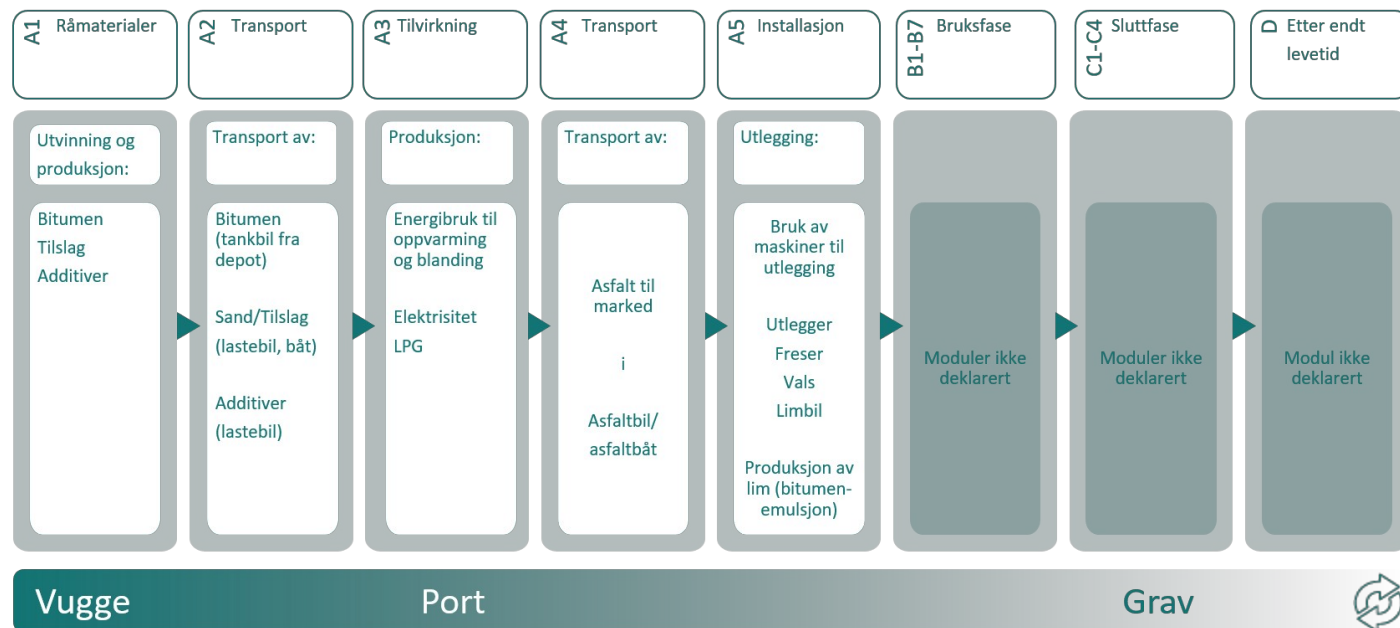 A1 Råmaterialer
A2 Transport
A3 Tilvirkning
A4 Transport
A5 Installasjon
B1-B7 Bruksfase
C1-C4 Sluttfase
D Etter endt
levetid
Utvinning og
produksjon:
Bitumen
Tilslag
Additiver
Transport av:
Bitumen
(tankbil fra
depot)
Sand/Tilslag
(lastebil, båt)
Additiver
(lastebil)
Produksjon:
Energibruk til
oppvarming
og blanding
Elektrisitet
LPG
Transport av:
Asfalt til
marked
i
Asfaltbil/
asfaltbåt
Utlegging:
Bruk av
maskiner til
utlegging
Utlegger
Freser
Vals
Limbil
Produksjon av
lim (bitumen-
emulsjon)
Moduler ikke
deklarert
Moduler ikke
deklarert
Modul ikke
deklarert
Vugge
Port
Grav